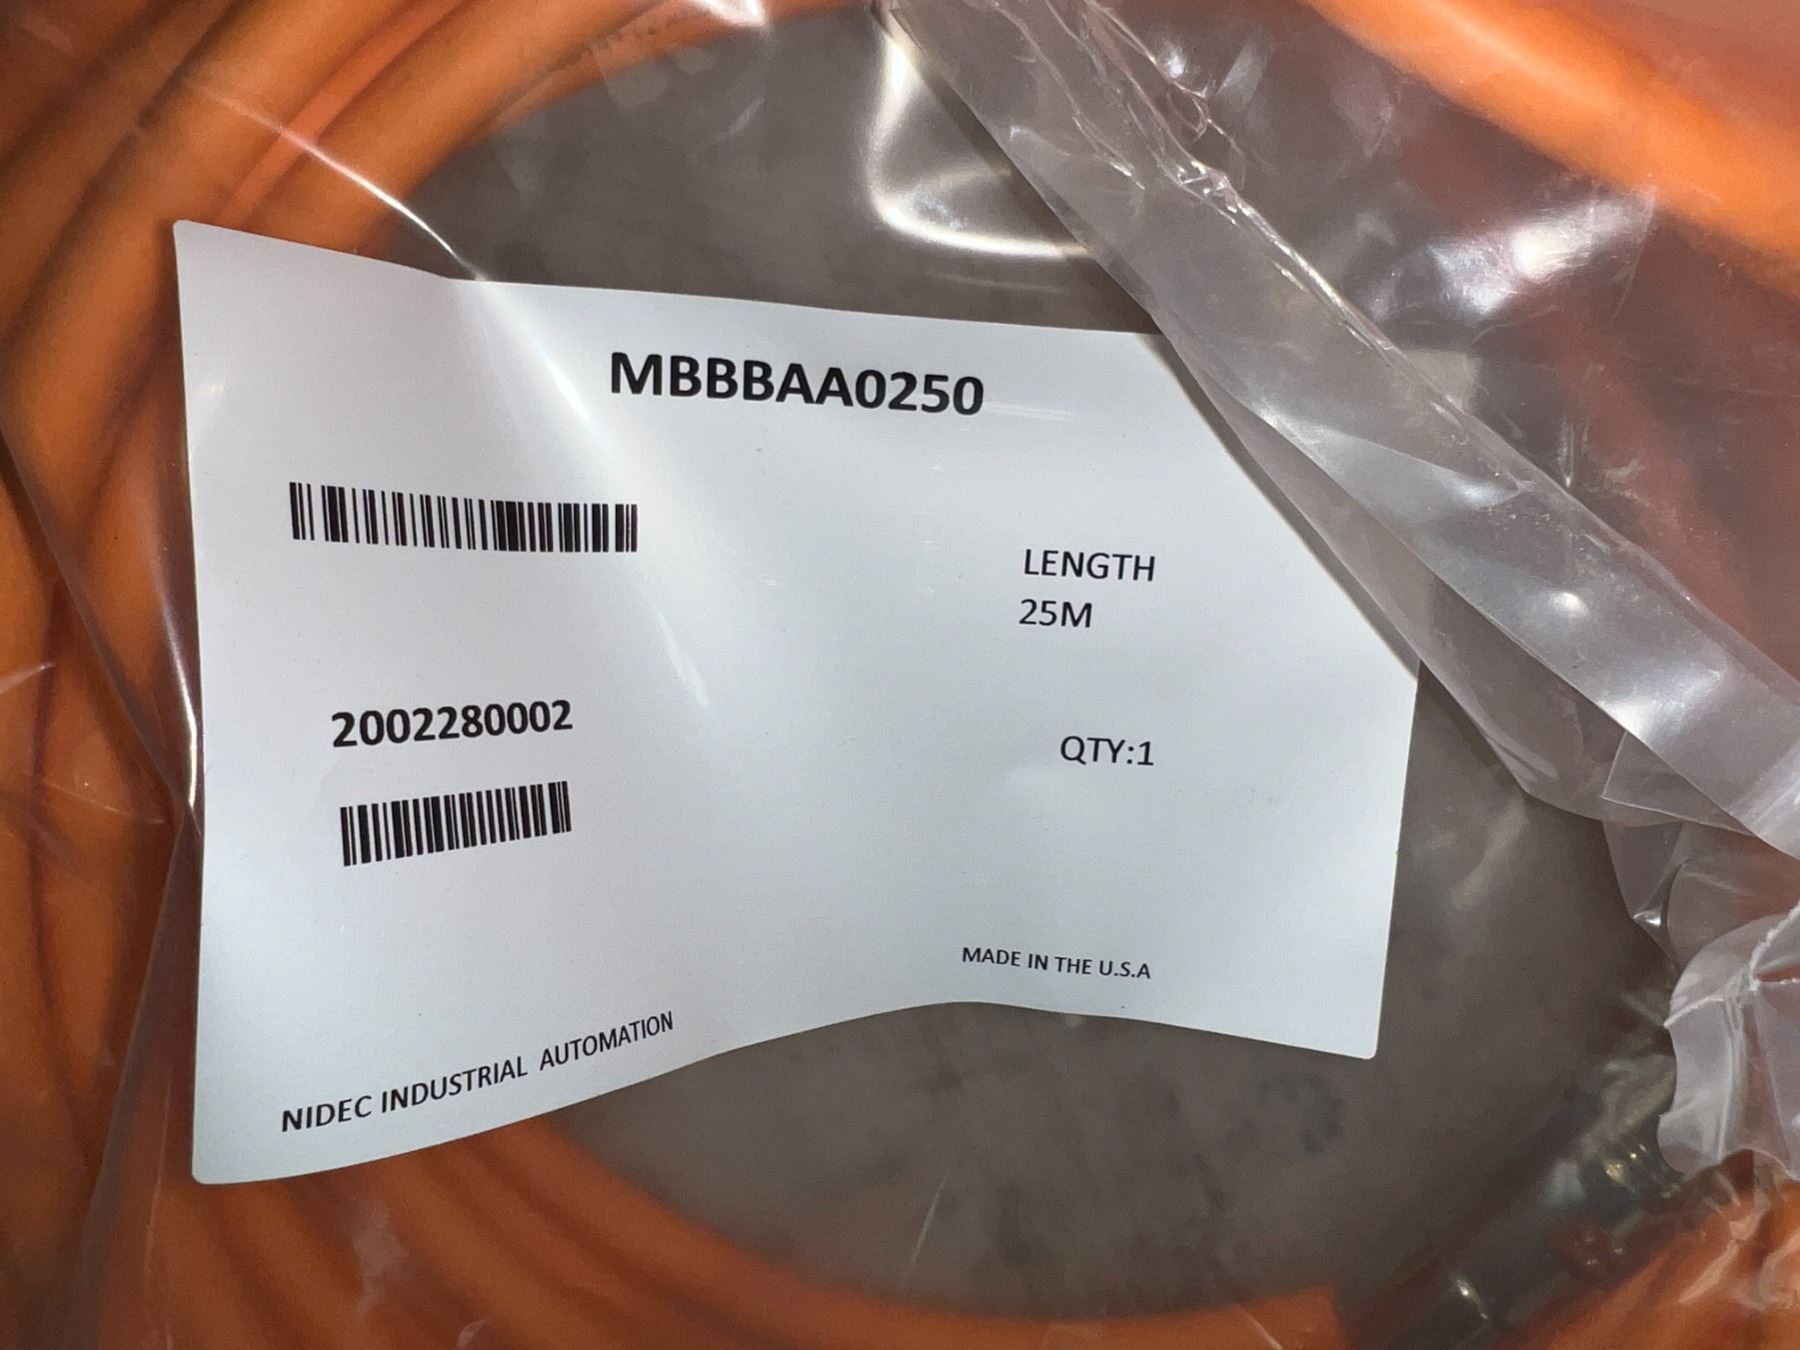 MBBBAA0250
LENGTH
25M
2002280002
QTY:1
MADE IN THE U.S.A
NIDEC INDUSTRIAL AUTOMATION